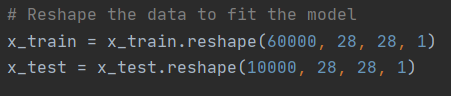 # Reshape the data to fit the model
x_train = x_train.reshape(60000, 28, 28, 1)
x_test = x_test.reshape(10000, 28, 28, 1)